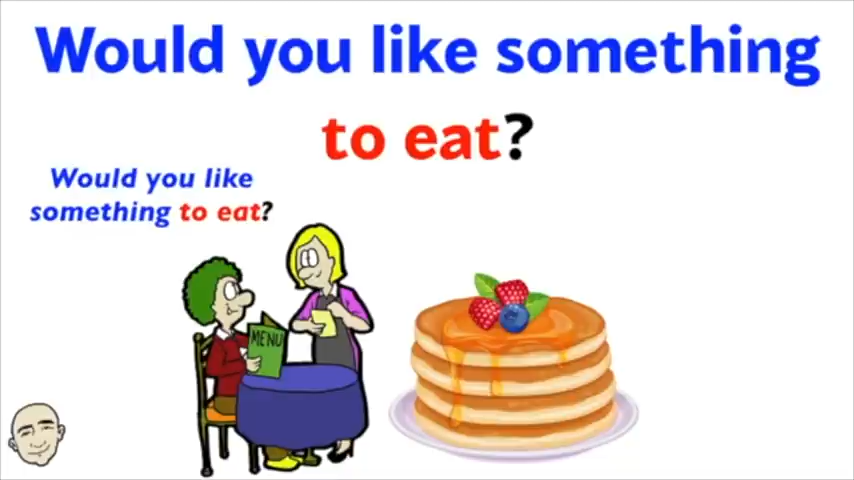 Would you like something
to eat?
Would you like
something to eat?
MENU